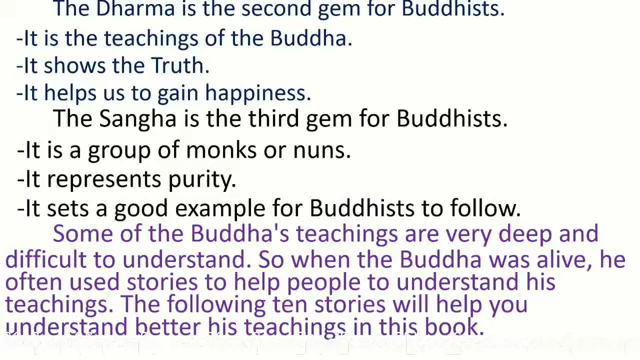 The Dharma is the second gem for Buddhists.
-It is the teachings of the Buddha.
-It shows the Truth.
-It helps us to gain happiness.
The Sangha is the third gem for Buddhists.
-It is a group of monks or nuns.
-It represents purity.
-It sets a good example for Buddhists to follow.
Some of the Buddha's teachings are very deep and
difficult to understand. So when the Buddha was alive, he
often used stories to help people to understand his
teachings. The following ten stories will help you
understand better his teachings in this book.